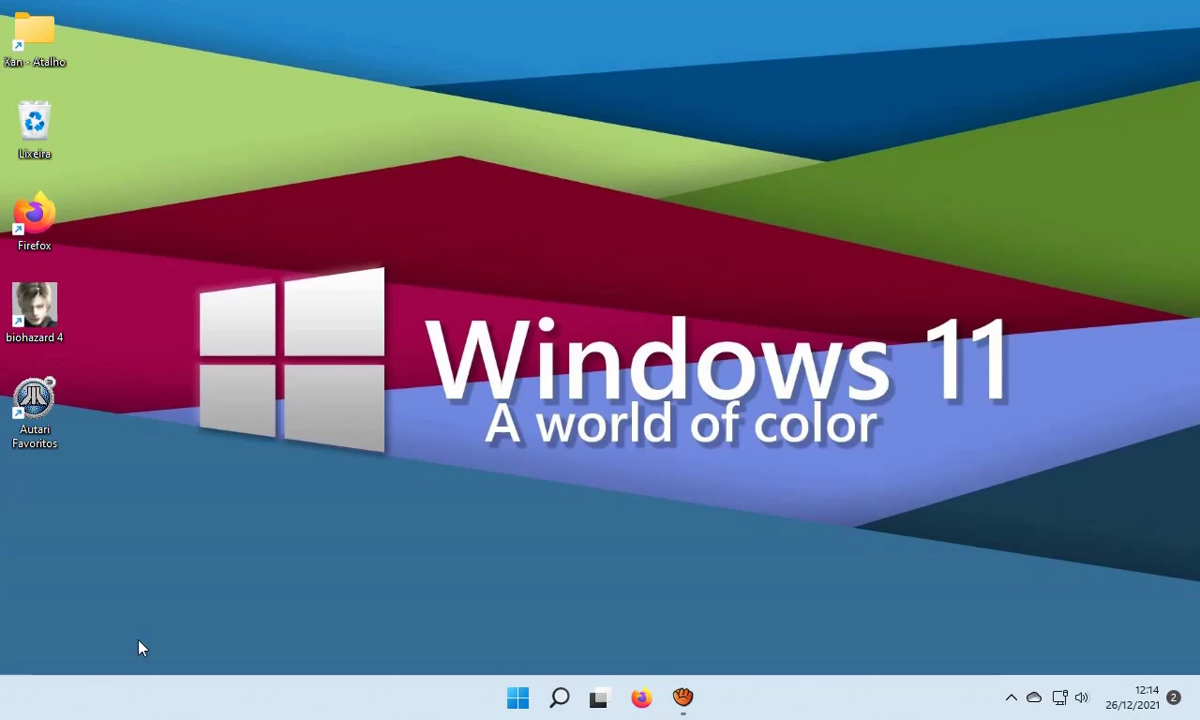 Xan - Atalho
Lixeira
Firefox
biohazard 4
Autari
Favoritos
Windows 11
A world of color
12:14
26/12/2021
2